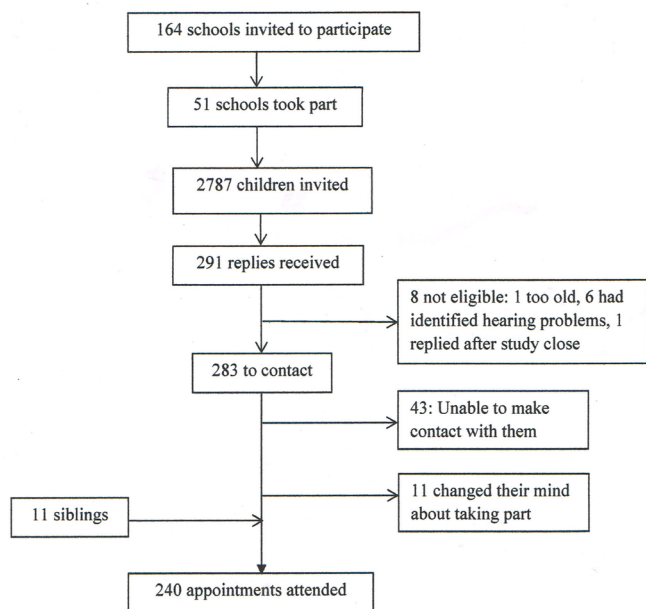 164 schools invited to participate
51 schools took part
2787 children invited
291 replies received
8 not eligible: 1 too old, 6 had
identified hearing problems, 1
replied after study close
283 to contact
43: Unable to make
contact with them
11 changed their mind
about taking part
11 siblings
240 appointments attended